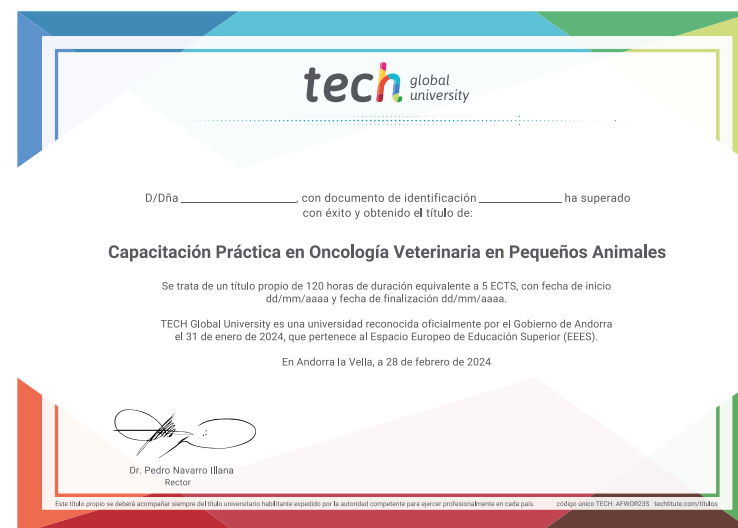 tech global university
D/Dña ____________________, con documento de identificación ______________ ha superado
con éxito y obtenido el título de:
Capacitación Práctica en Oncología Veterinaria en Pequeños Animales
Se trata de un título propio de 120 horas de duración equivalente a 5 ECTS, con fecha de inicio
dd/mm/aaaa y fecha de finalización dd/mm/aaaa.
TECH Global University es una universidad reconocida oficialmente por el Gobierno de Andorra
el 31 de enero de 2024, que pertenece al Espacio Europeo de Educación Superior (EEES).
En Andorra la Vella, a 28 de febrero de 2024
Dr. Pedro Navarro Illana
Rector
Este título propio se deberá acompañar siempre del título universitario habilitante expedido por la autoridad competente para ejercer profesionalmente en cada país. código único TECH: AFWOR23S techtitute.com/titulos